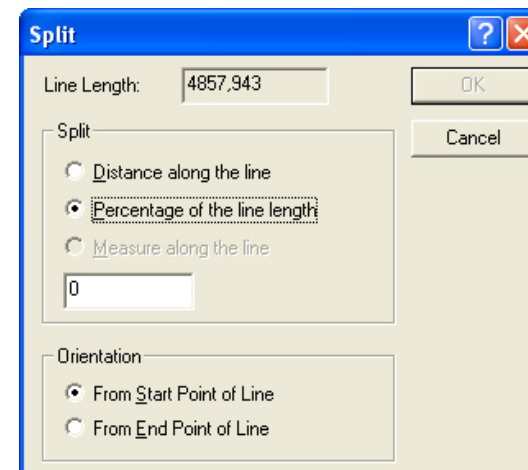 Split
Line Length: 4857,943
OK
Split
Cancel
Distance along the line
Percentage of the line length
Measure along the line
0
Orientation
From Start Point of Line
From End Point of Line